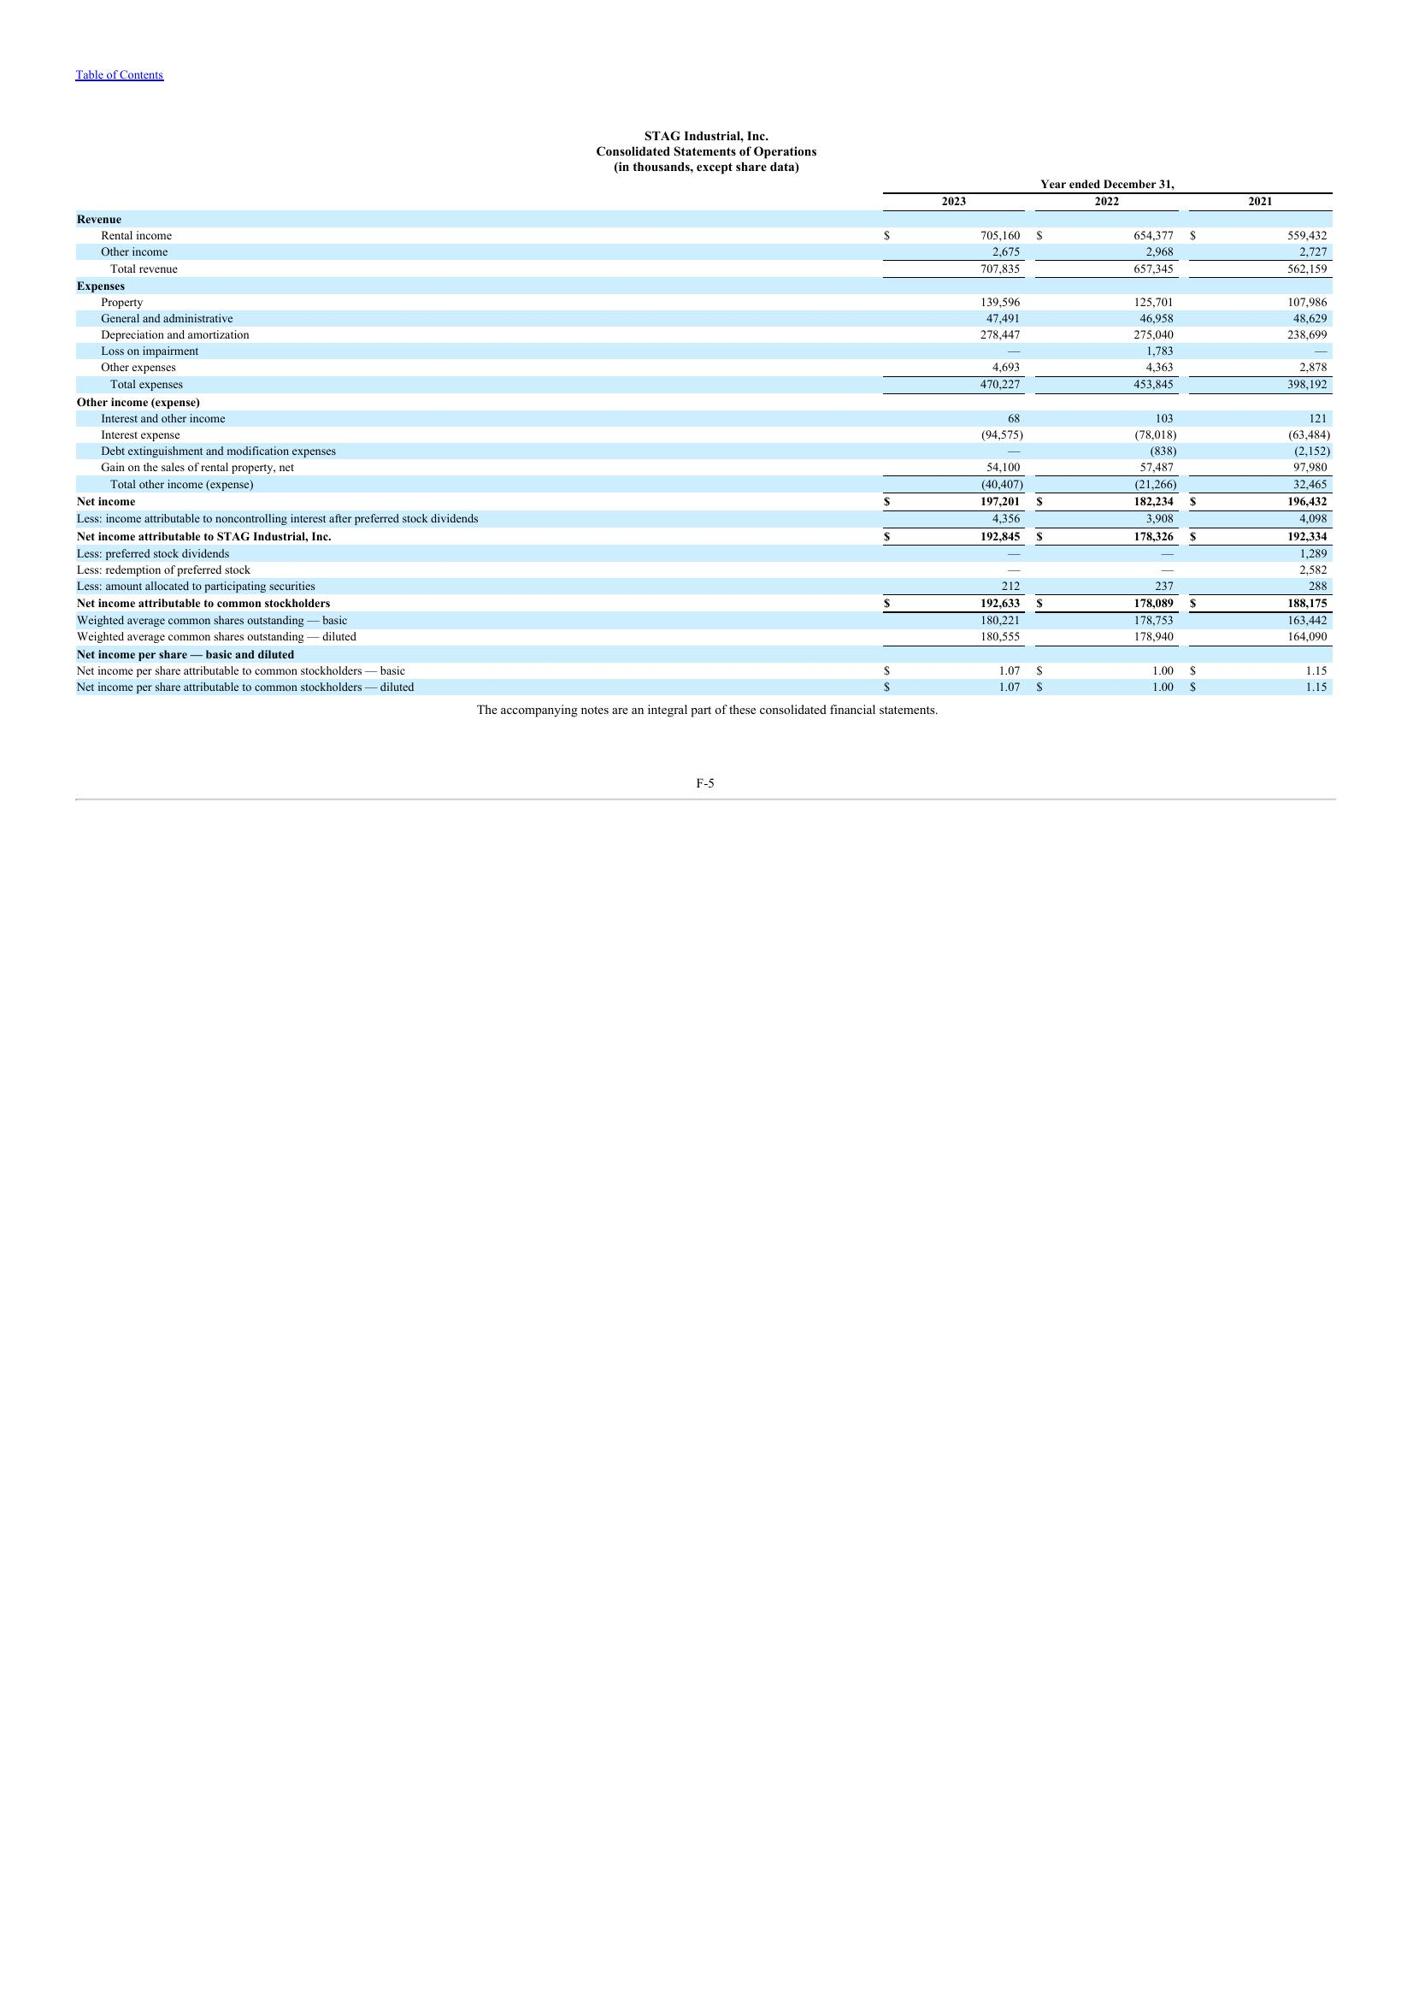 Table of Contents
STAG Industrial, Inc.
Consolidated Statements of Operations
(in thousands, except share data)
Year ended December 31,
2023 2022 2021
Revenue
Rental income $ 705,160 $ 654,377 $ 559,432
Other income 2,675 2,968 2,727
Total revenue 707,835 657,345 562,159
Expenses
Property 139,596 125,701 107,986
General and administrative 47,491 46,958 48,629
Depreciation and amortization 278,447 275,040 238,699
Loss on impairment — 1,783 —
Other expenses 4,693 4,363 2,878
Total expenses 470,227 453,845 398,192
Other income (expense)
Interest and other income 68 103 121
Interest expense (94,575) (78,018) (63,484)
Debt extinguishment and modification expenses — (838) (2,152)
Gain on the sales of rental property, net 54,100 57,487 97,980
Total other income (expense) (40,407) (21,266) 32,465
Net income $ 197,201 $ 182,234 $ 196,432
Less: income attributable to noncontrolling interest after preferred stock dividends 4,356 3,908 4,098
Net income attributable to STAG Industrial, Inc. $ 192,845 $ 178,326 $ 192,334
Less: preferred stock dividends — — 1,289
Less: redemption of preferred stock — — 2,582
Less: amount allocated to participating securities 212 237 288
Net income attributable to common stockholders $ 192,633 $ 178,089 $ 188,175
Weighted average common shares outstanding — basic 180,221 178,753 163,442
Weighted average common shares outstanding — diluted 180,555 178,940 164,090
Net income per share — basic and diluted
Net income per share attributable to common stockholders — basic $ 1.07 $ 1.00 $ 1.15
Net income per share attributable to common stockholders — diluted $ 1.07 $ 1.00 $ 1.15
The accompanying notes are an integral part of these consolidated financial statements.
F-5